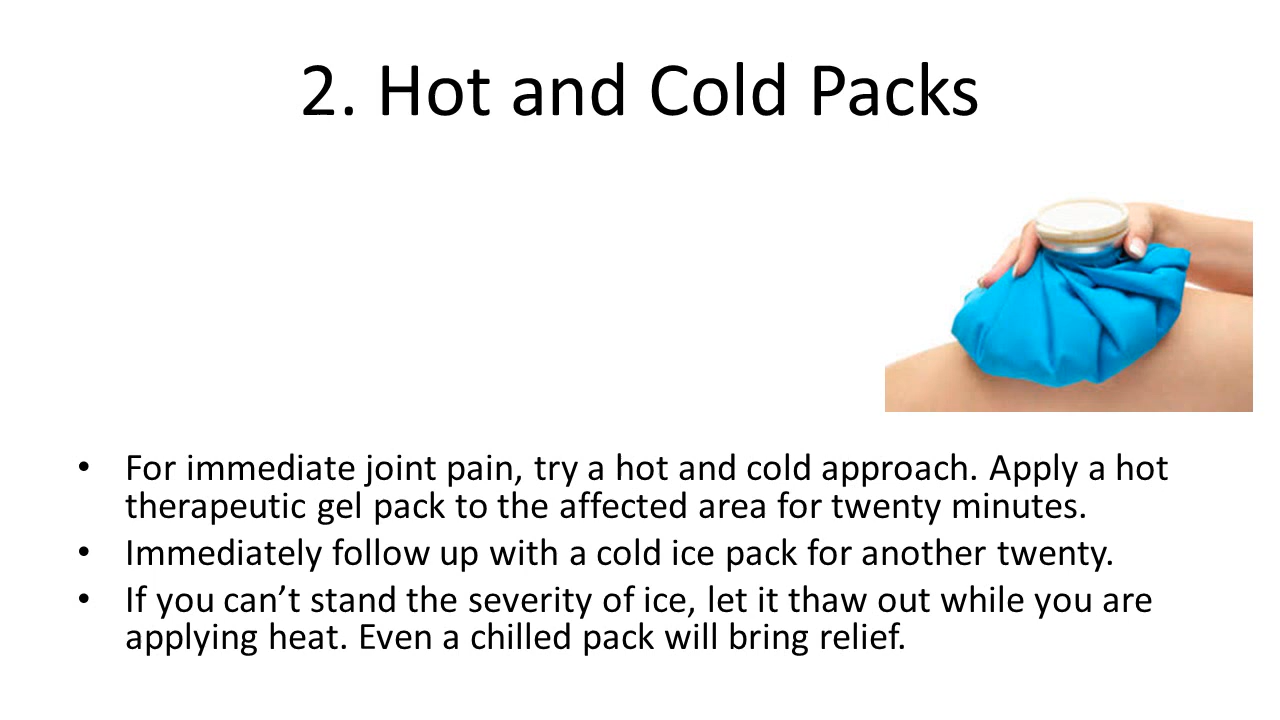 2. Hot and Cold Packs
• For immediate joint pain, try a hot and cold approach. Apply a hot
therapeutic gel pack to the affected area for twenty minutes.
• Immediately follow up with a cold ice pack for another twenty.
• If you can’t stand the severity of ice, let it thaw out while you are
applying heat. Even a chilled pack will bring relief.